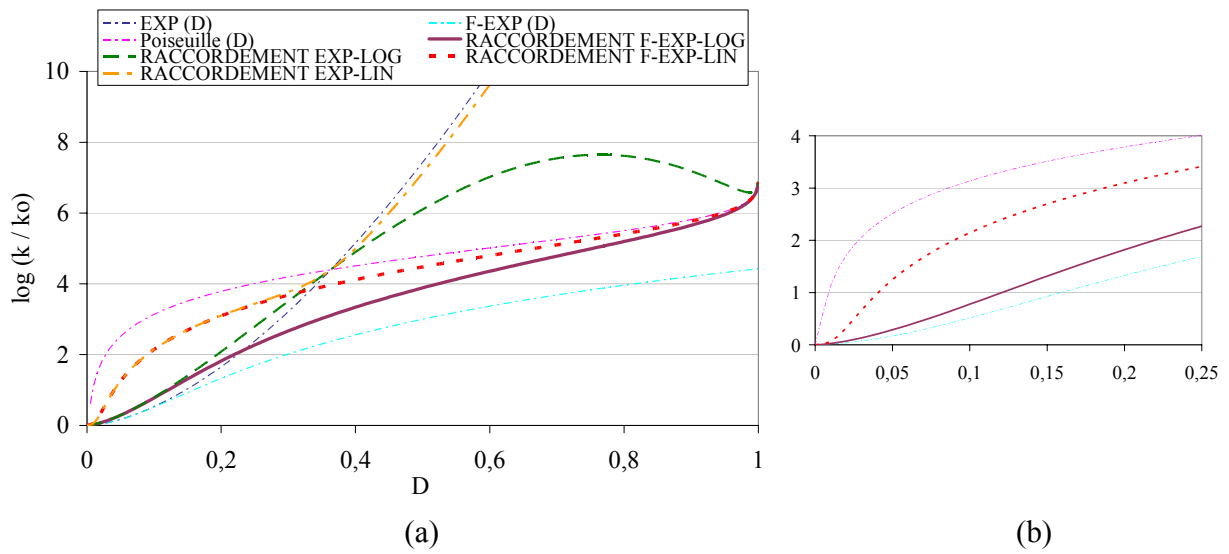 EXP (D)
F-EXP (D)
Poiseuille (D)
RACCORDEMENT F-EXP-LOG
RACCORDEMENT EXP-LOG
RACCORDEMENT F-EXP-LIN
RACCORDEMENT EXP-LIN
log (k / ko)
10
8
6
4
2
0
0
0,2
0,4
0,6
0,8
1
D
(a)
4
3
2
1
0
0
0,05
0,1
0,15
0,2
0,25
(b)